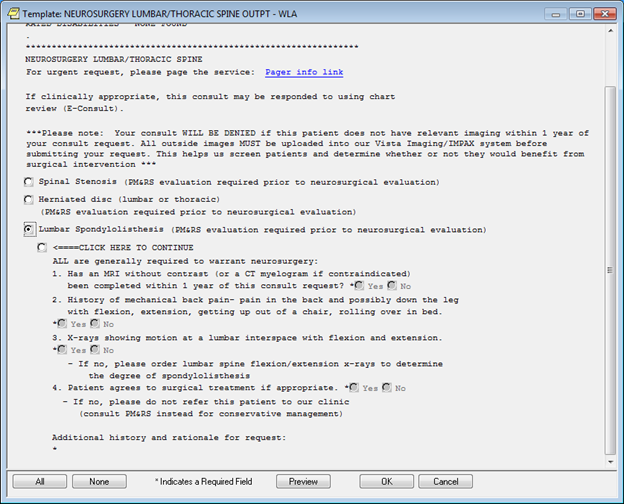 Template: NEUROSURGERY LUMBAR/THORACIC SPINE OUTPT - WLA
RATED DISABILITIES - NONE FOUND
.
****************************************************************
NEUROSURGERY LUMBAR/THORACIC SPINE
For urgent request, please page the service: Pager info link
If clinically appropriate, this consult may be responded to using chart
review (E-Consult).
***Please note: Your consult WILL BE DENIED if this patient does not have relevant imaging within 1 year of
your consult request. All outside images MUST be uploaded into our Vista Imaging/IMPAX system before
submitting your request. This helps us screen patients and determine whether or not they would benefit from
surgical intervention ***
Spinal Stenosis (PM&RS evaluation required prior to neurosurgical evaluation)
Herniated disc (lumbar or thoracic)
(PM&RS evaluation required prior to neurosurgical evaluation)
Lumbar Spondylolisthesis (PM&RS evaluation required prior to neurosurgical evaluation)
<====CLICK HERE TO CONTINUE
ALL are generally required to warrant neurosurgery:
1. Has an MRI without contrast (or a CT myelogram if contraindicated)
been completed within 1 year of this consult request? * Yes No
2. History of mechanical back pain- pain in the back and possibly down the leg
with flexion, extension, getting up out of a chair, rolling over in bed.
* Yes No
3. X-rays showing motion at a lumbar interspace with flexion and extension.
* Yes No
- If no, please order lumbar spine flexion/extension x-rays to determine
the degree of spondylolisthesis
4. Patient agrees to surgical treatment if appropriate. * Yes No
- If no, please do not refer this patient to our clinic
(consult PM&RS instead for conservative management)
Additional history and rationale for request:
*
All None * Indicates a Required Field Preview OK Cancel